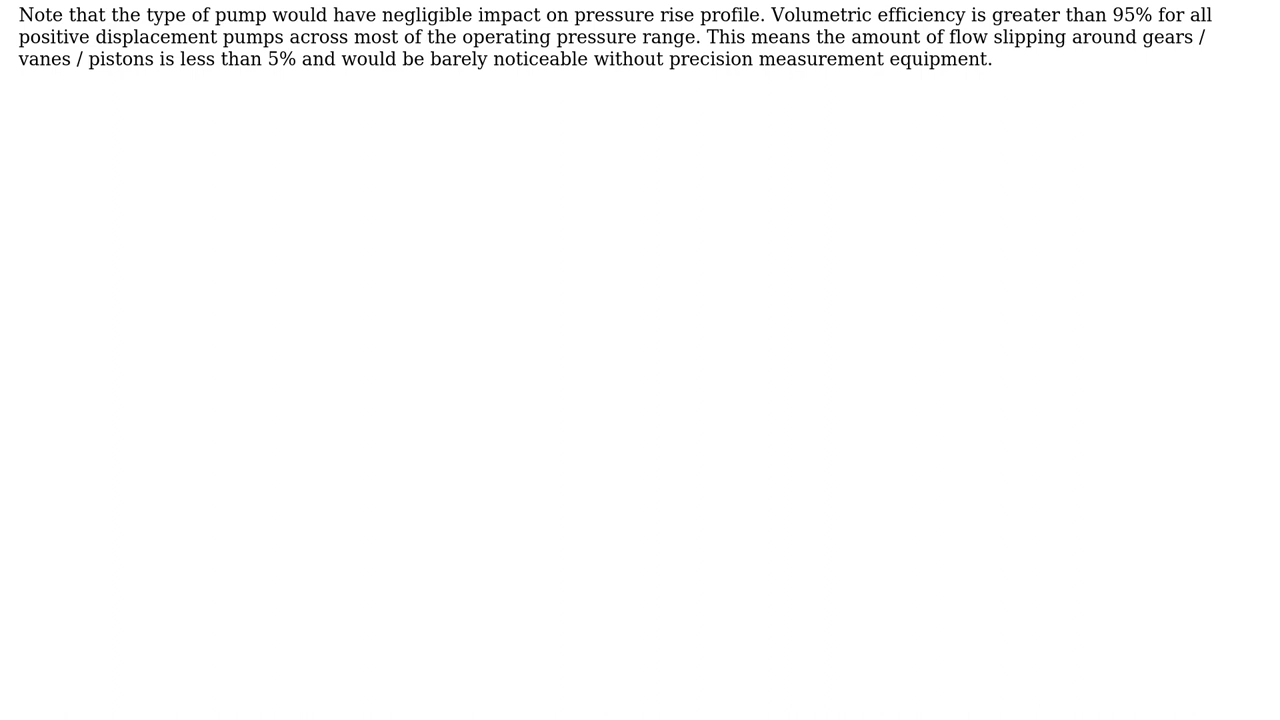 Note that the type of pump would have negligible impact on pressure rise profile. Volumetric efficiency is greater than 95% for all
positive displacement pumps across most of the operating pressure range. This means the amount of flow slipping around gears /
vanes / pistons is less than 5% and would be barely noticeable without precision measurement equipment.